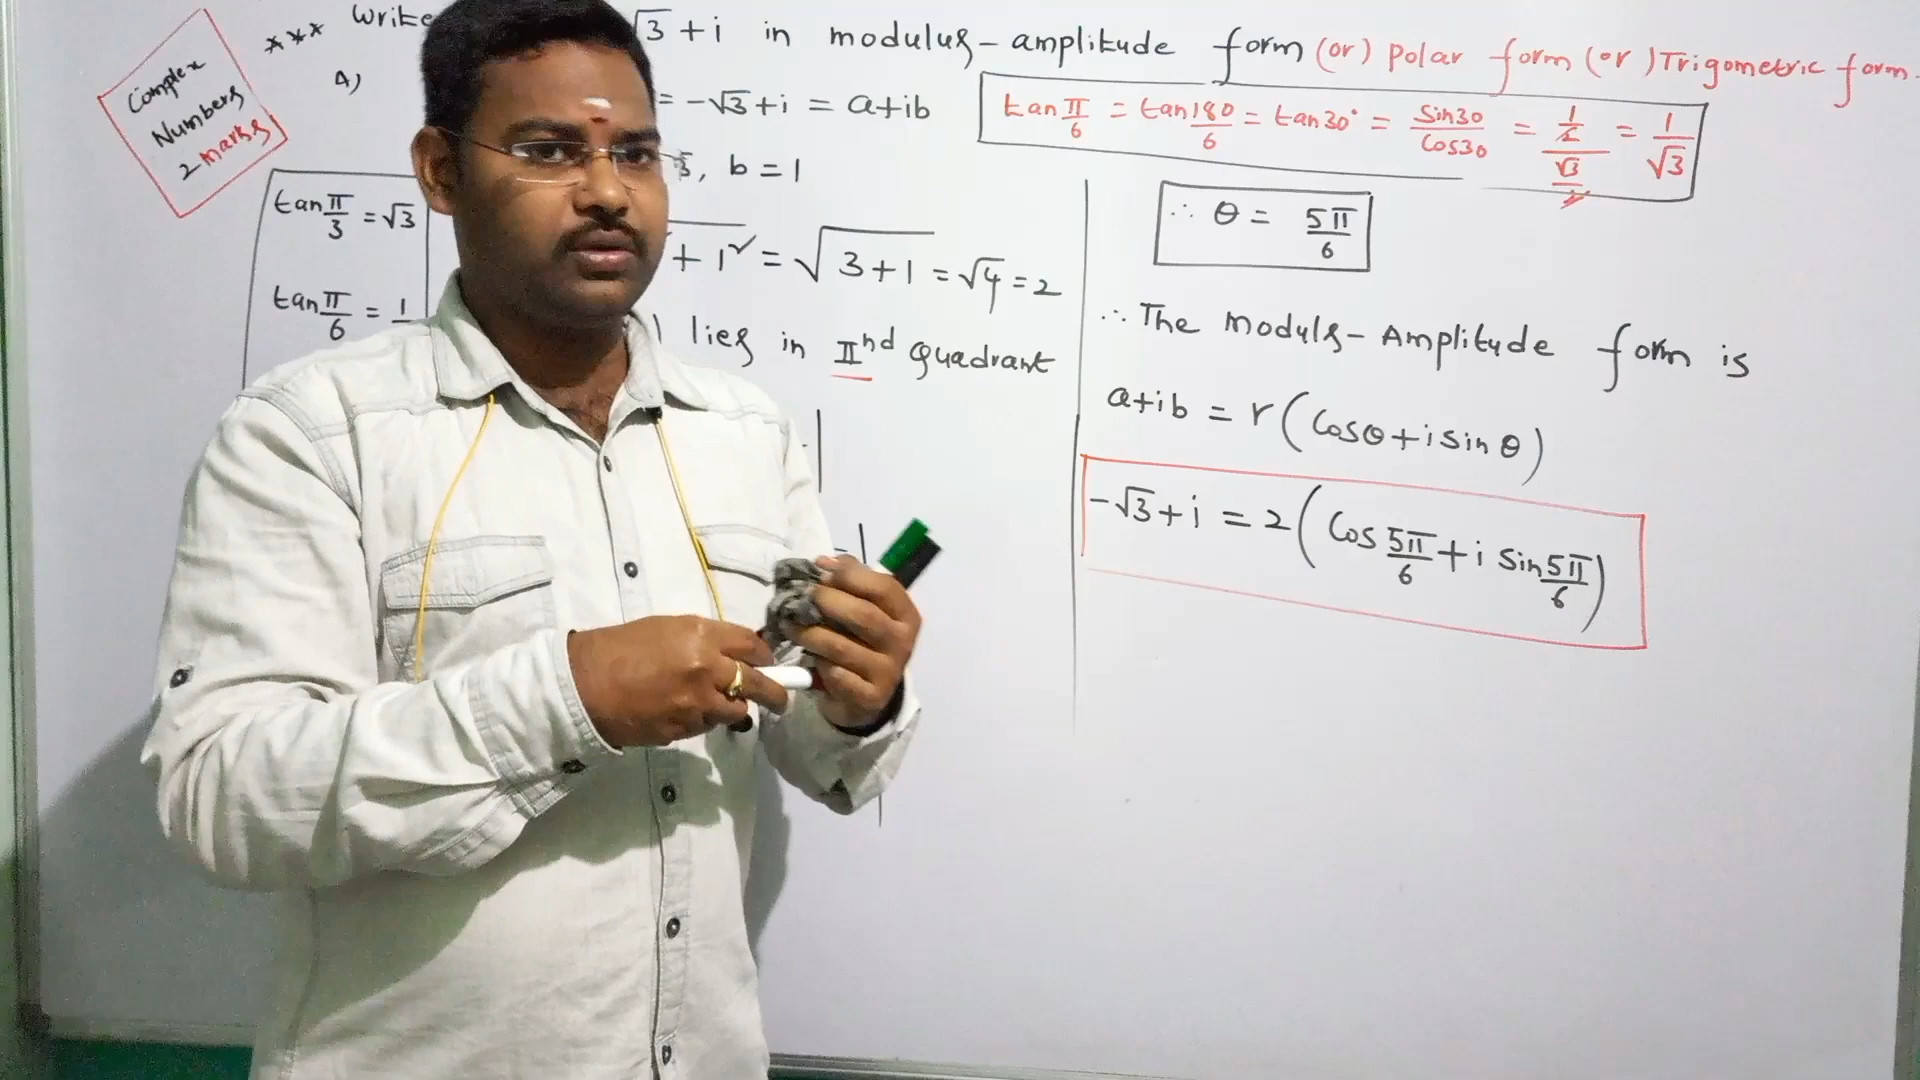 Complex
Numbers
2 marks
*** write √3 + i in modulus - amplitude form (or) polar form (or) Trigometric form.
A)
= -√3 + i = a+ib
tan π/6 = tan 180/6 = tan 30° = Sin30/Cos30 = 1/2 / √3/2 = 1/√3
, b = 1
tan π/3 = √3
+ 1² = √3+1 = √4 = 2
∴ θ = 5π/6
tan π/6 = 1
lies in IInd Quadrant
∴ The Moduls - Amplitude form is
a+ib = r(Cosθ + i sin θ)
-√3 + i = 2(Cos 5π/6 + i Sin 5π/6)